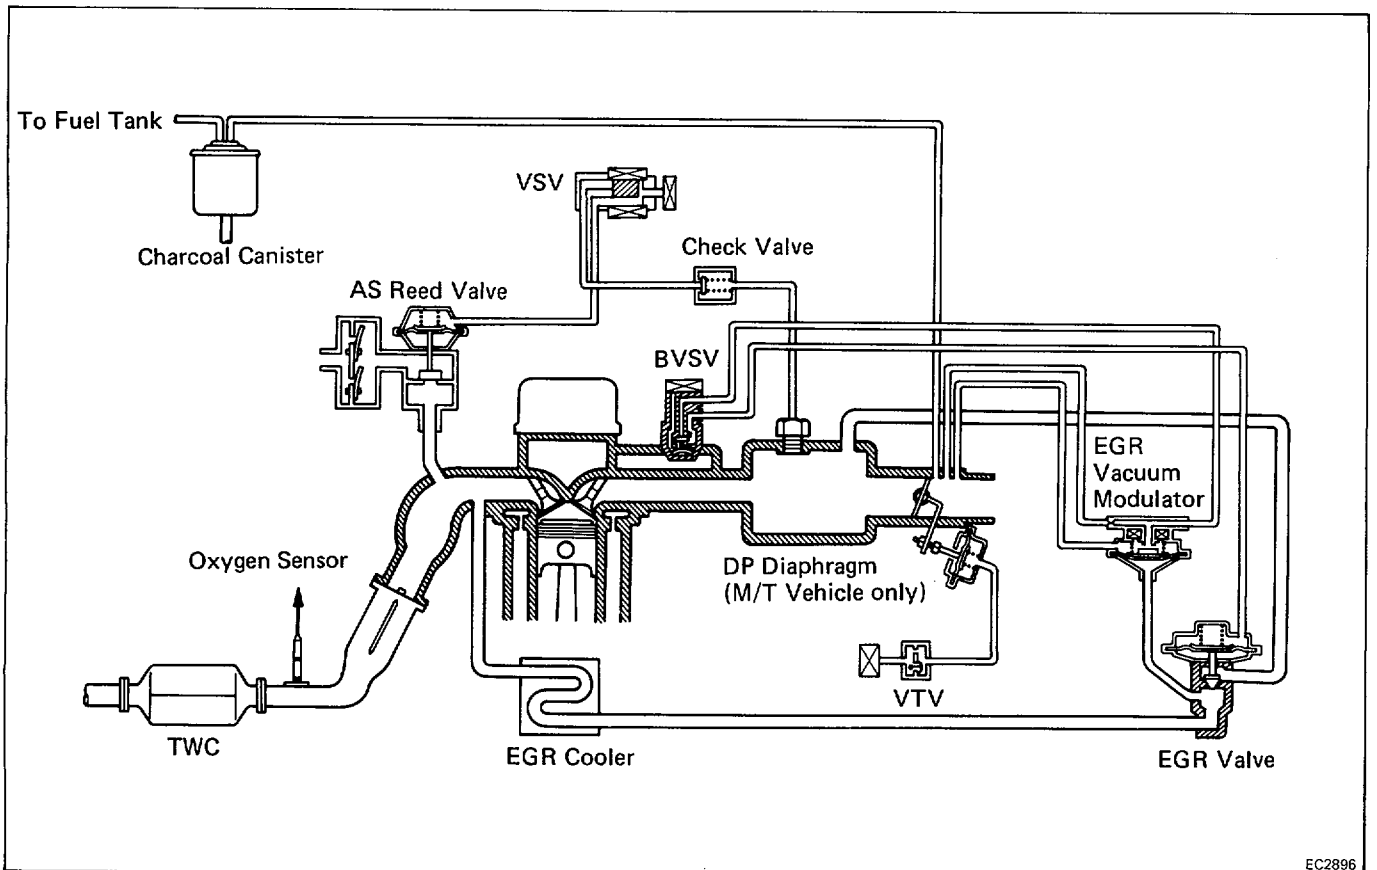 To Fuel Tank
VSV
Charcoal Canister
Check Valve
AS Reed Valve
BVSV
EGR
Vacuum
Modulator
Oxygen Sensor
DP Diaphragm
(M/T Vehicle only)
VTV
TWC
EGR Cooler
EGR Valve
EC2896